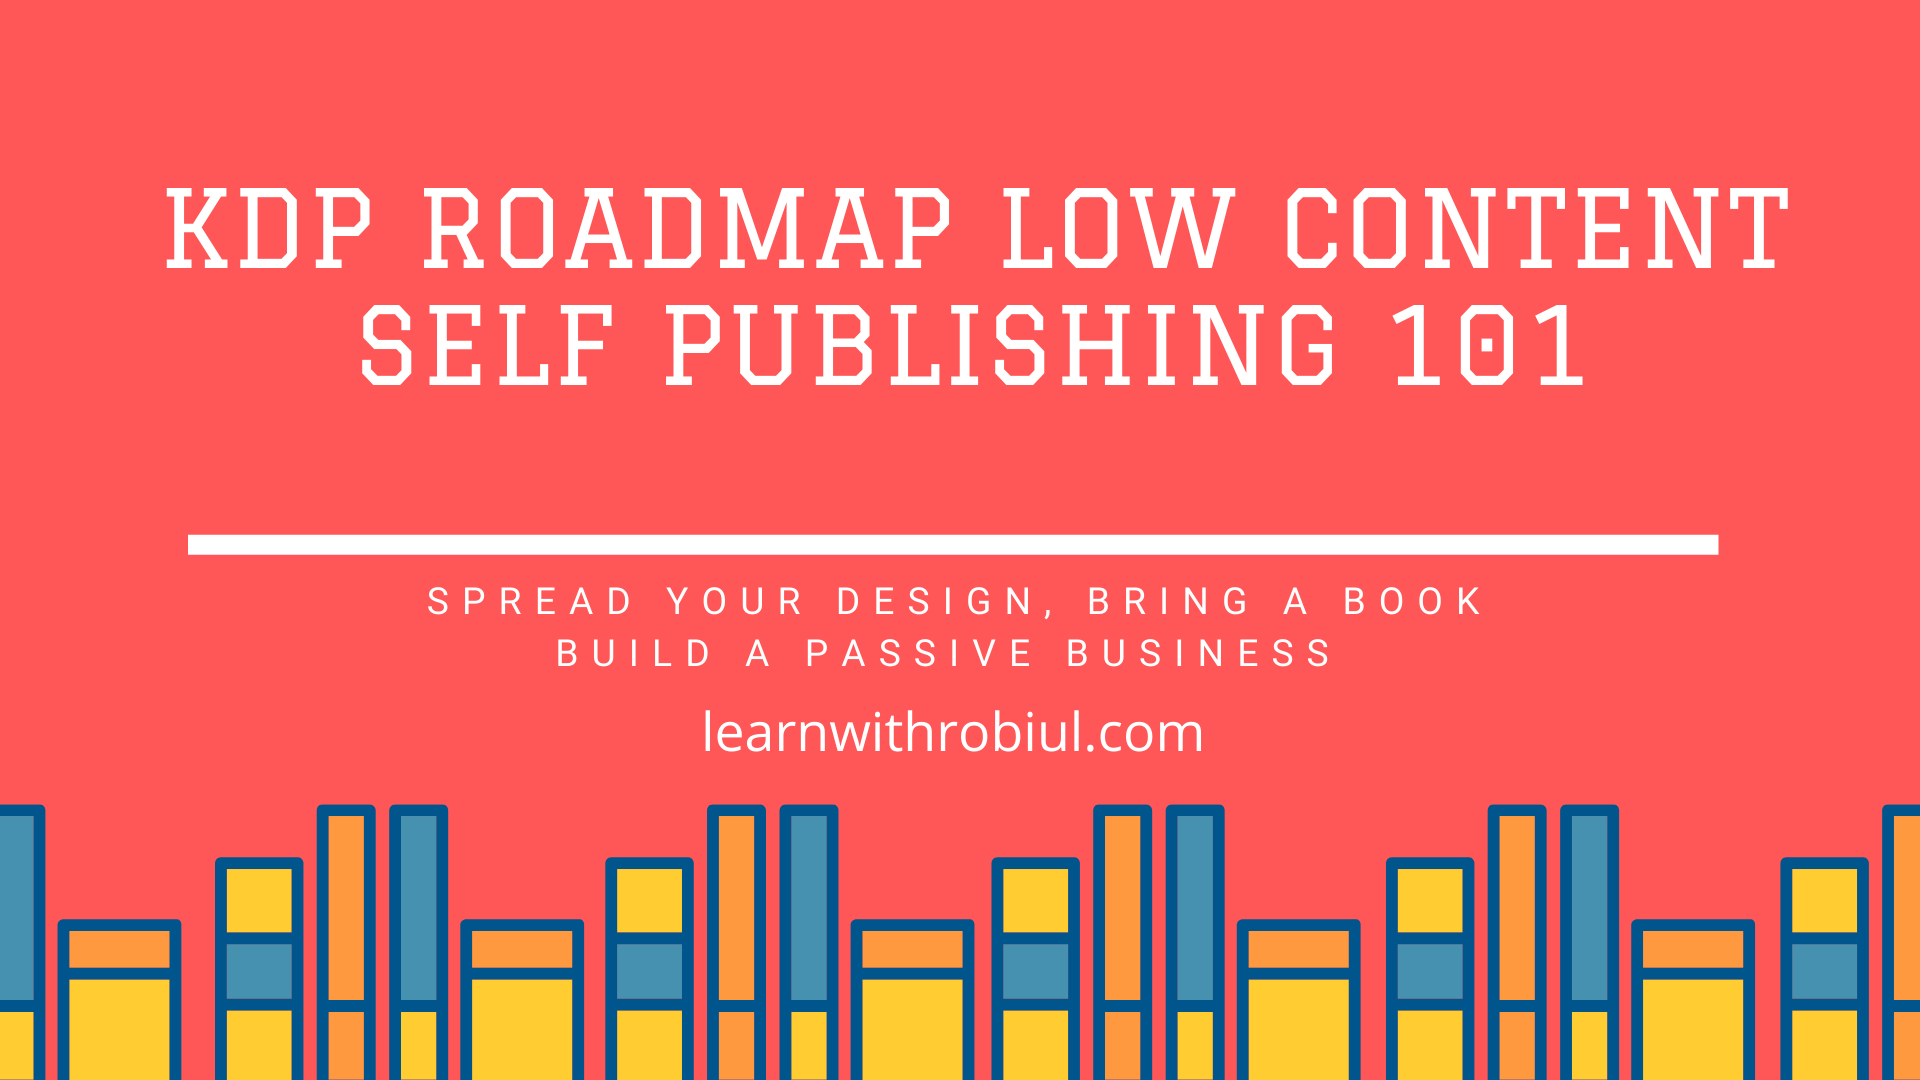 KDP ROADMAP LOW CONTENT
SELF PUBLISHING 101
SPREAD YOUR DESIGN, BRING A BOOK
BUILD A PASSIVE BUSINESS
learnwithrobiul.com